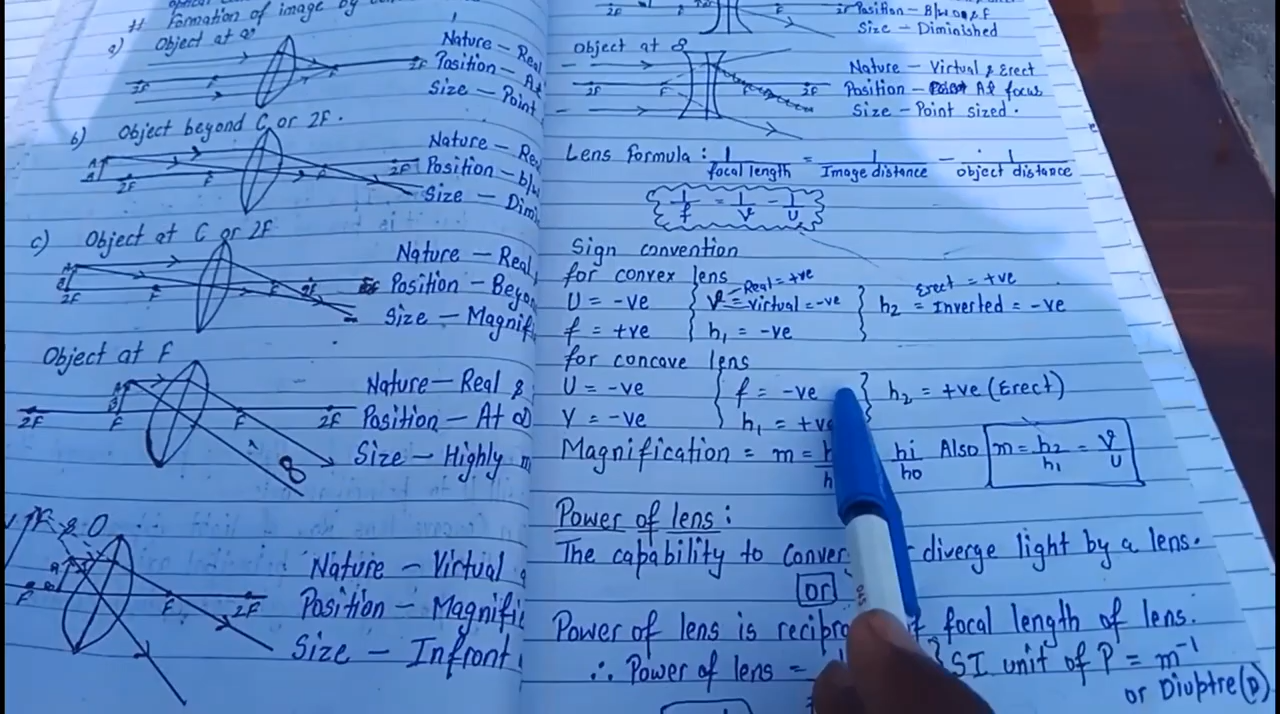 Formation of image by
a) Object at ∞
Nature – Real
Position – At
Size – Point
2F F 2F
b) Object beyond C or 2F.
Nature – Rea
Position – b/w
Size – Dimi
2F F F 2F
c) Object at C or 2F
Nature – Real
Position – Beyo
Size – Magnifi
2F F F 2F
Object at F
Nature – Real &
Position – At ∞
Size – Highly m
2F F F 2F
F & O
Nature – Virtual
Position – Magnifie
Size – Infront
F F 2F
2F F F 2F
Position – B/w O & F
Size – Diminished
Object at ∞
Nature – Virtual & Erect
Position – At focus
Size – Point sized.
2F F 2F
Lens formula : 1/focal length = 1/Image distance – 1/object distance
1/f = 1/v – 1/u
Sign convention
for convex lens
U = -ve } V = Real = +ve Virtual = -ve } h₂ = Erect = +ve Inverted = -ve
f = +ve h₁ = -ve
for concave lens
U = -ve { f = -ve } h₂ = +ve (Erect)
V = -ve h₁ = +ve
Magnification = m = h/h hi/ho Also m = h₂/h₁ = v/u
Power of lens :
The capability to conver diverge light by a lens.
or
Power of lens is recipro f focal length of lens.
∴ Power of lens = } SI unit of P = m⁻¹
or Diuptre (D)